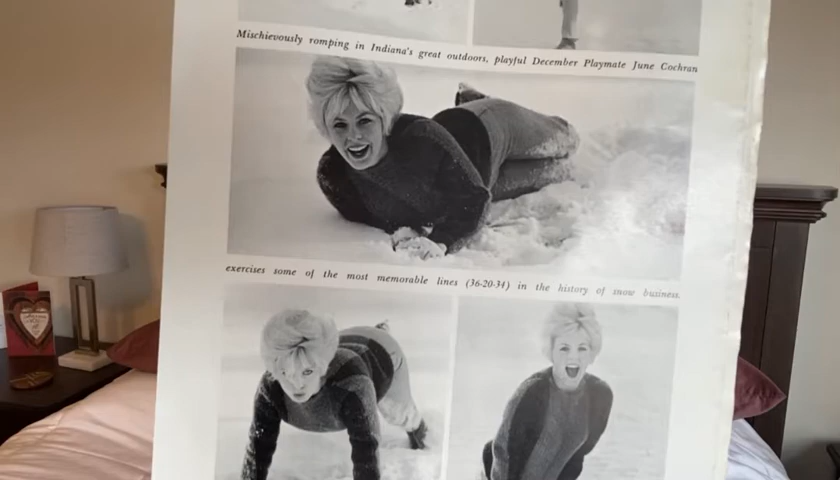 Mischievously romping in Indiana's great outdoors, playful December Playmate June Cochran
exercises some of the most memorable lines (36-20-34) in the history of snow business.